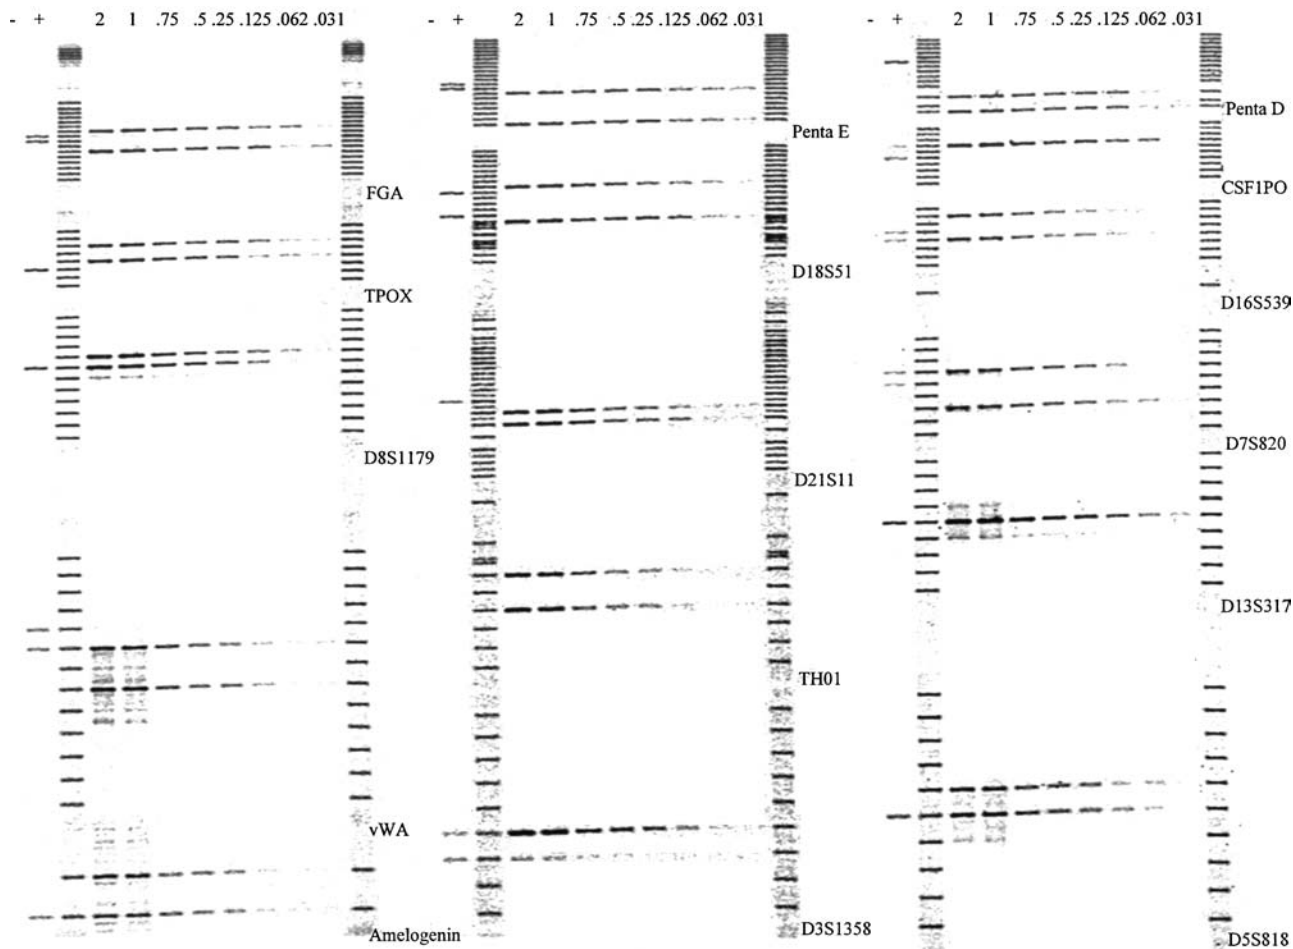 - + 2 1 .75 .5 .25 .125 .062 .031
FGA
TPOX
D8S1179
vWA
Amelogenin
- + 2 1 .75 .5 .25 .125 .062 .031
Penta E
D18S51
D21S11
TH01
D3S1358
- + 2 1 .75 .5 .25 .125 .062 .031
Penta D
CSF1PO
D16S539
D7S820
D13S317
D5S818